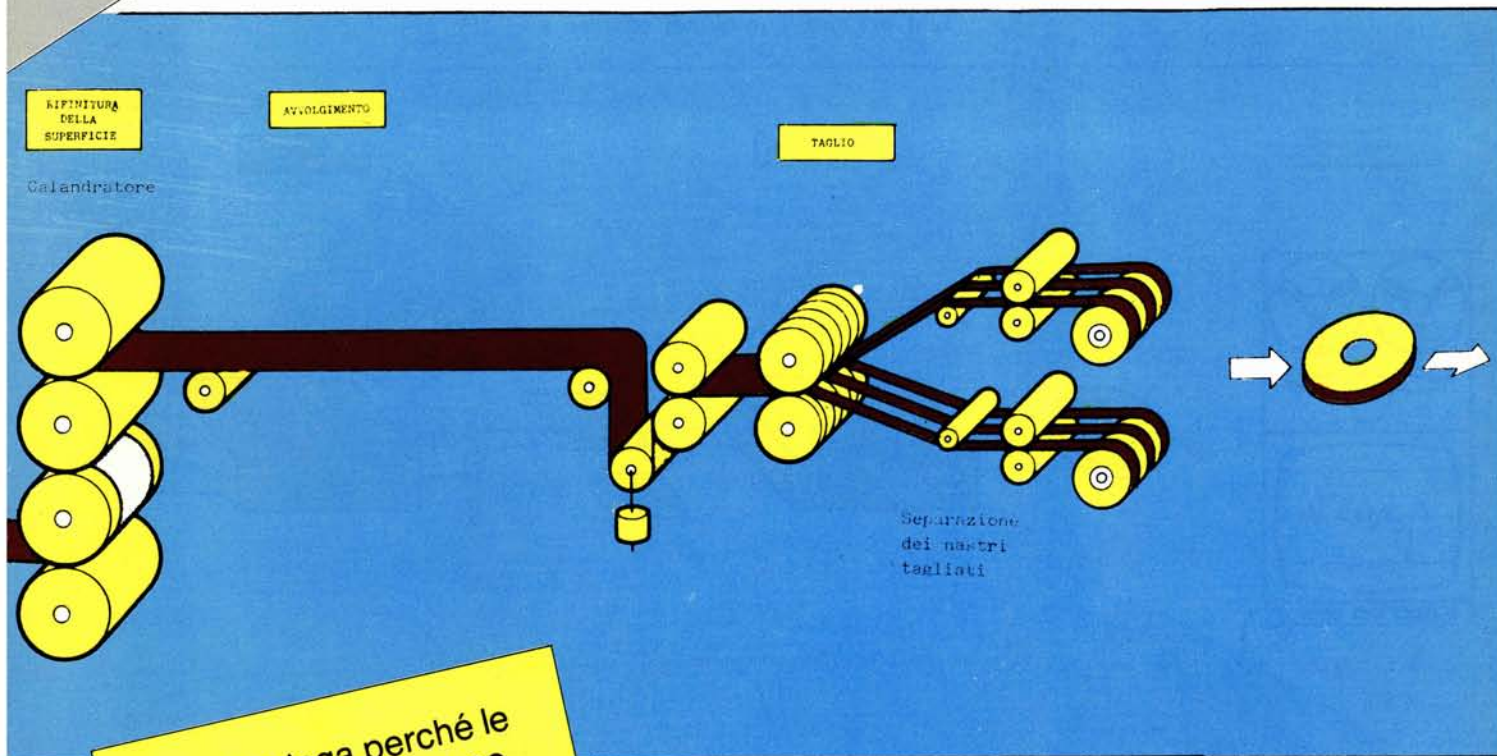 RIFINITURA
DELLA
SUPERFICIE
AVVOLGIMENTO
TAGLIO
Calandratore
Separazione
dei nastri
tagliati
perché le